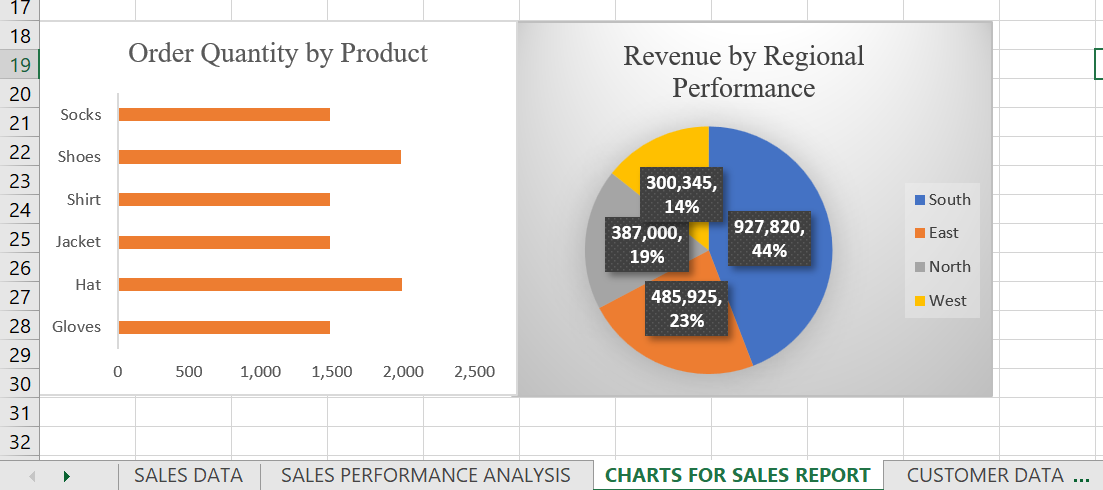 17
18
19
20
21
22
23
24
25
26
27
28
29
30
31
32
Order Quantity by Product
Socks
Shoes
Shirt
Jacket
Hat
Gloves
0 500 1,000 1,500 2,000 2,500
Revenue by Regional
Performance
300,345,
14%
927,820,
44%
387,000,
19%
485,925,
23%
South
East
North
West
SALES DATA SALES PERFORMANCE ANALYSIS CHARTS FOR SALES REPORT CUSTOMER DATA ...